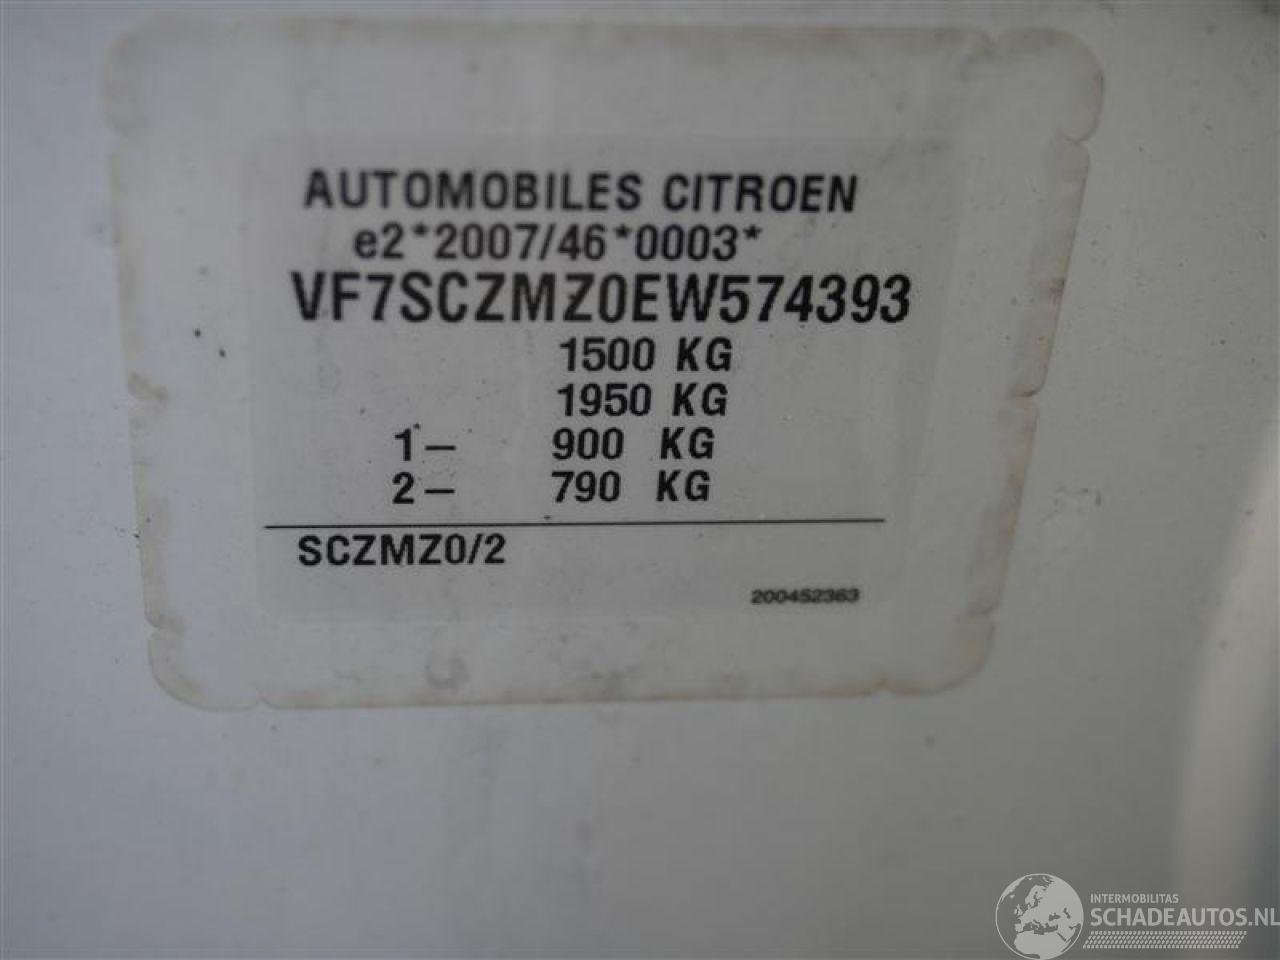 AUTOMOBILES CITROEN
e2*2007/46*0003*
VF7SCZMZ0EW574393
1500 KG
1950 KG
1- 900 KG
2- 790 KG
SCZMZ0/2
200452363
INTERMOBILITAS
SCHADEAUTOS.NL